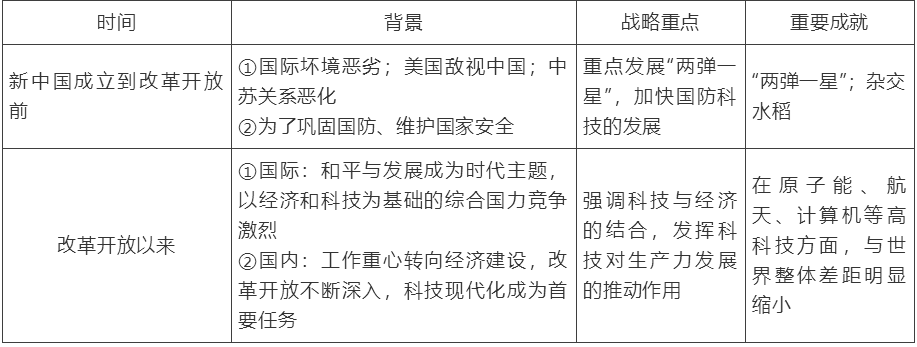 时间
背景
战略重点
重要成就
新中国成立到改革开放
前
①国际坏境恶劣；美国敌视中国；中
苏关系恶化
②为了巩固国防、维护国家安全
重点发展“两弹一
星”，加快国防科
技的发展
“两弹一星”；杂交
水稻
改革开放以来
①国际：和平与发展成为时代主题，
以经济和科技为基础的综合国力竞争
激烈
②国内：工作重心转向经济建设，改
革开放不断深入，科技现代化成为首
要任务
强调科技与经济
的结合，发挥科
技对生产力发展
的推动作用
在原子能、航
天、计算机等高
科技方面，与世
界整体差距明显
缩小